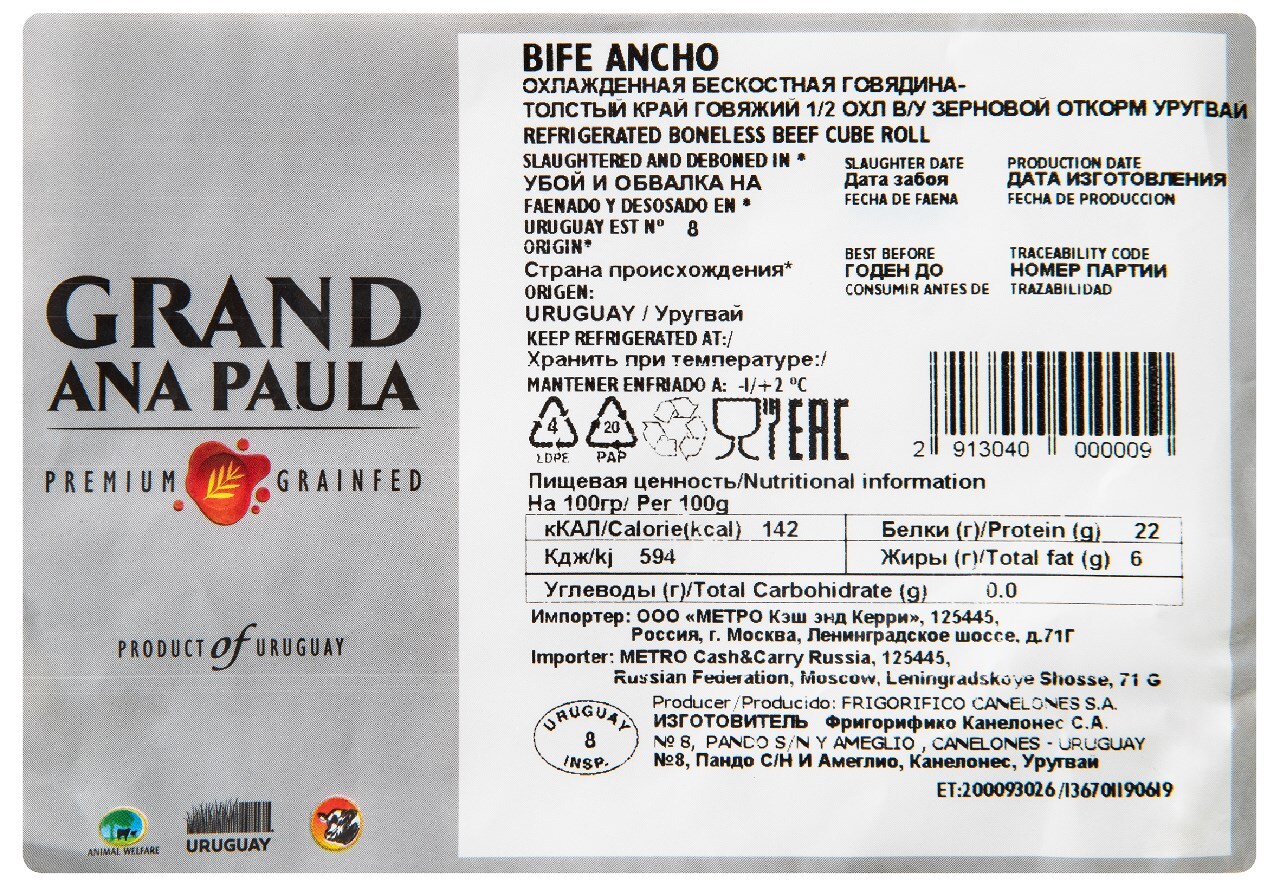 GRAND
ANA PAULA
PREMIUM GRAINFED
PRODUCT of URUGUAY
ANIMAL WELFARE
URUGUAY
BIFE ANCHO
ОХЛАЖДЕННАЯ БЕСКОСТНАЯ ГОВЯДИНА-
ТОЛСТЫЙ КРАЙ ГОВЯЖИЙ 1/2 ОХЛ В/У ЗЕРНОВОЙ ОТКОРМ УРУГВАЙ
REFRIGERATED BONELESS BEEF CUBE ROLL
SLAUGHTERED AND DEBONED IN *
УБОЙ И ОБВАЛКА НА
FAENADO Y DESOSADO EN *
URUGUAY EST Nº 8
ORIGIN*
Страна происхождения*
ORIGEN:
URUGUAY / Уругвай
KEEP REFRIGERATED AT:/
Хранить при температуре:/
MANTENER ENFRIADO A: -1/+2 ºC
SLAUGHTER DATE
Дата забоя
FECHA DE FAENA
PRODUCTION DATE
ДАТА ИЗГОТОВЛЕНИЯ
FECHA DE PRODUCCION
BEST BEFORE
ГОДЕН ДО
CONSUMIR ANTES DE
TRACEABILITY CODE
НОМЕР ПАРТИИ
TRAZABILIDAD
4
LDPE
20
PAP
EAC
2 913040 000009
Пищевая ценность/Nutritional information
На 100гр/ Per 100g
кКАЛ/Calorie(kcal) 142 Белки (г)/Protein (g) 22
Кдж/kj 594 Жиры (г)/Total fat (g) 6
Углеводы (г)/Total Carbohidrate (g) 0.0
Импортер: ООО «МЕТРО Кэш энд Керри», 125445,
Россия, г. Москва, Ленинградское шоссе, д.71Г
Importer: METRO Cash&Carry Russia, 125445,
Russian Federation, Moscow, Leningradskoye Shosse, 71 G
URUGUAY
8
INSP.
Producer/Producido: FRIGORIFICO CANELONES S.A.
ИЗГОТОВИТЕЛЬ Фригорифико Канелонес С.А.
Nº 8, PANDO S/N Y AMEGLIO , CANELONES - URUGUAY
№8, Пандо С/Н И Амеглио, Канелонес, Уругвай
ET:200093026/136701190619